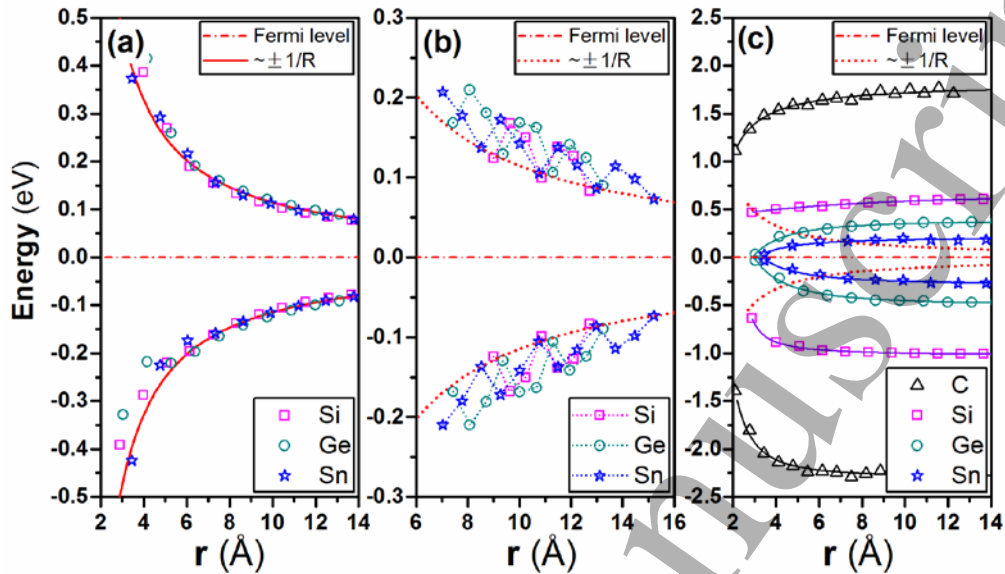 (a)
Fermi level
~±1/R
Si
Ge
Sn
0.5
0.4
0.3
0.2
0.1
0.0
-0.1
-0.2
-0.3
-0.4
-0.5
2 4 6 8 10 12 14
r (Å)
Energy (eV)
(b)
Fermi level
~±1/R
Si
Ge
Sn
0.3
0.2
0.1
0.0
-0.1
-0.2
-0.3
6 8 10 12 14 16
r (Å)
(c)
Fermi level
~±1/R
C
Si
Ge
Sn
2.5
2.0
1.5
1.0
0.5
0.0
-0.5
-1.0
-1.5
-2.0
-2.5
2 4 6 8 10 12 14
r (Å)
nuscri